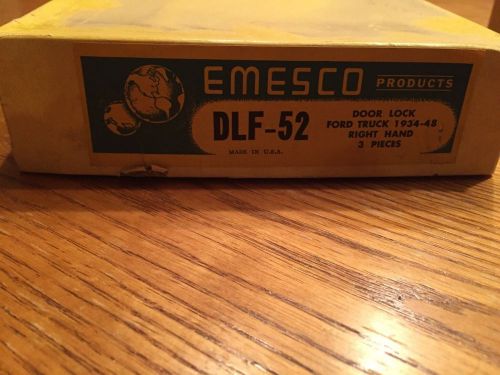 EMESCO PRODUCTS
DLF-52
MADE IN U.S.A.
DOOR LOCK
FORD TRUCK 1934-48
RIGHT HAND
3 PIECES